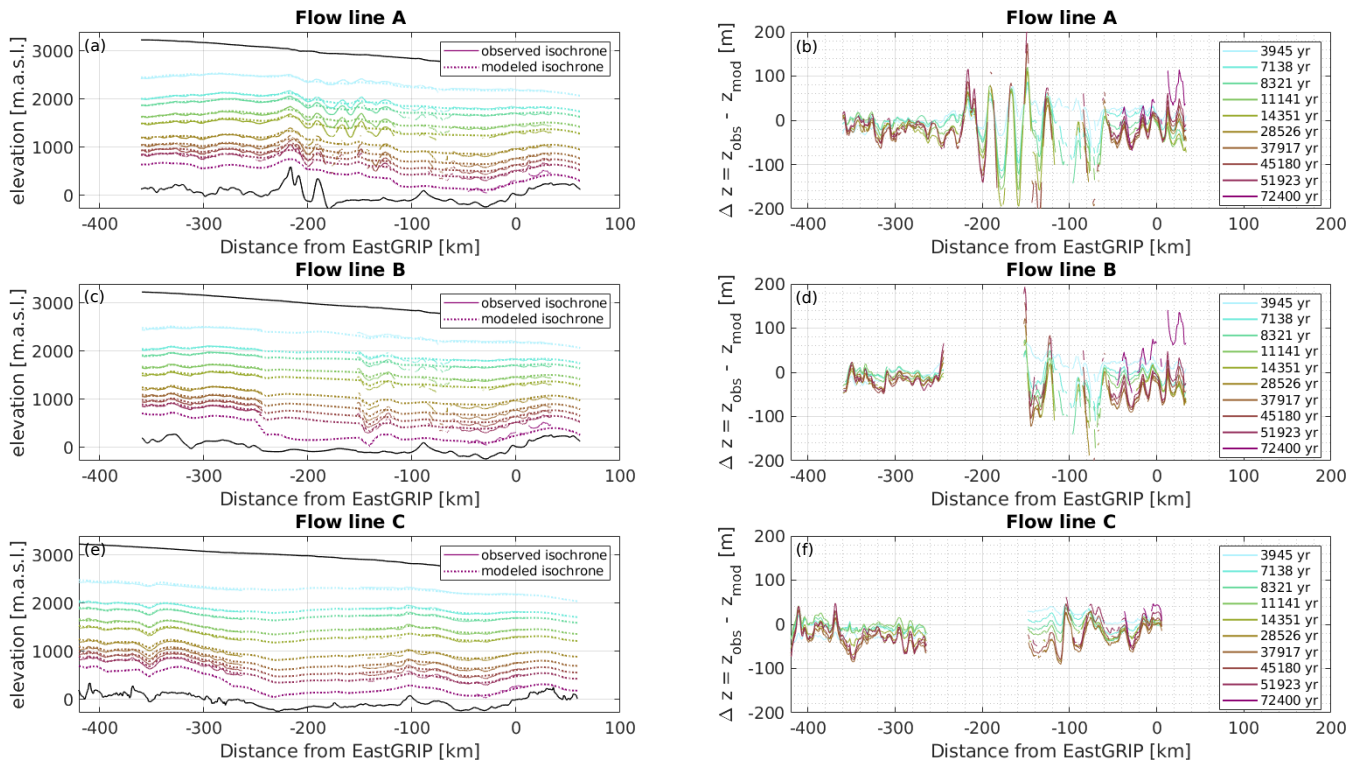 Flow line A
(a)
observed isochrone
modeled isochrone
3000
2000
1000
0
elevation [m.a.s.l.]
-400 -300 -200 -100 0 100
Distance from EastGRIP [km]
Flow line A
(b)
200
100
0
-100
-200
Δ z = z_obs - z_mod [m]
3945 yr
7138 yr
8321 yr
11141 yr
14351 yr
28526 yr
37917 yr
45180 yr
51923 yr
72400 yr
-400 -300 -200 -100 0 100 200
Distance from EastGRIP [km]
Flow line B
(c)
observed isochrone
modeled isochrone
3000
2000
1000
0
elevation [m.a.s.l.]
-400 -300 -200 -100 0 100
Distance from EastGRIP [km]
Flow line B
(d)
200
100
0
-100
-200
Δ z = z_obs - z_mod [m]
3945 yr
7138 yr
8321 yr
11141 yr
14351 yr
28526 yr
37917 yr
45180 yr
51923 yr
72400 yr
-400 -300 -200 -100 0 100 200
Distance from EastGRIP [km]
Flow line C
(e)
observed isochrone
modeled isochrone
3000
2000
1000
0
elevation [m.a.s.l.]
-400 -300 -200 -100 0 100
Distance from EastGRIP [km]
Flow line C
(f)
200
100
0
-100
-200
Δ z = z_obs - z_mod [m]
3945 yr
7138 yr
8321 yr
11141 yr
14351 yr
28526 yr
37917 yr
45180 yr
51923 yr
72400 yr
-400 -300 -200 -100 0 100 200
Distance from EastGRIP [km]